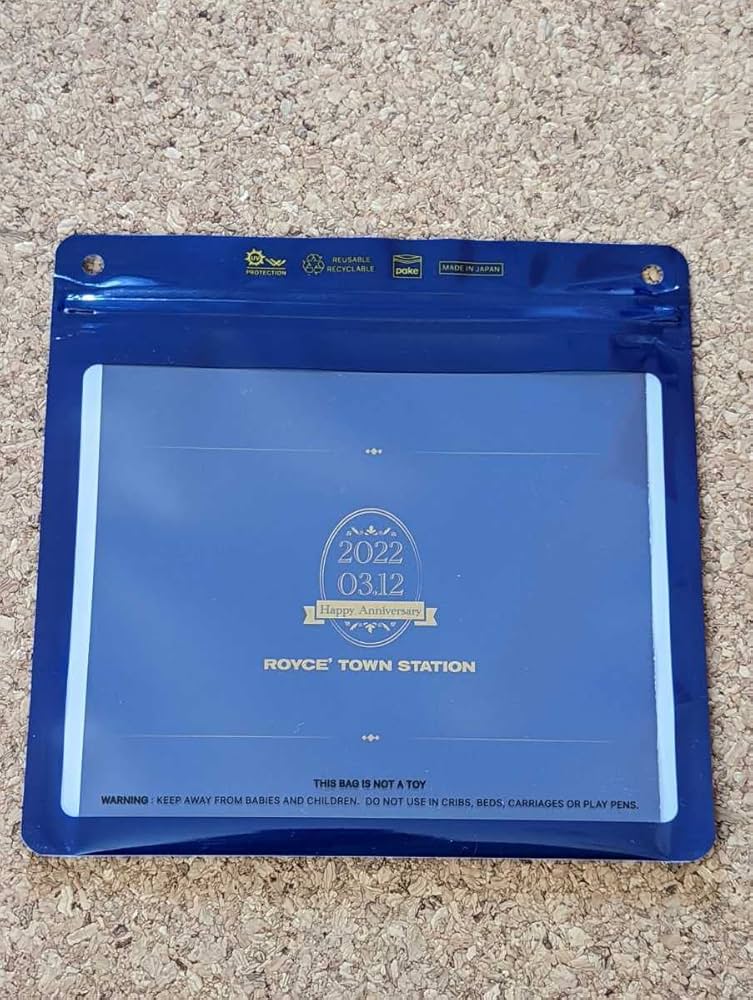 UV
PROTECTION
REUSABLE
RECYCLABLE
pake
MADE IN JAPAN
2022
03.12
Happy Anniversary
ROYCE' TOWN STATION
THIS BAG IS NOT A TOY
WARNING : KEEP AWAY FROM BABIES AND CHILDREN. DO NOT USE IN CRIBS, BEDS, CARRIAGES OR PLAY PENS.